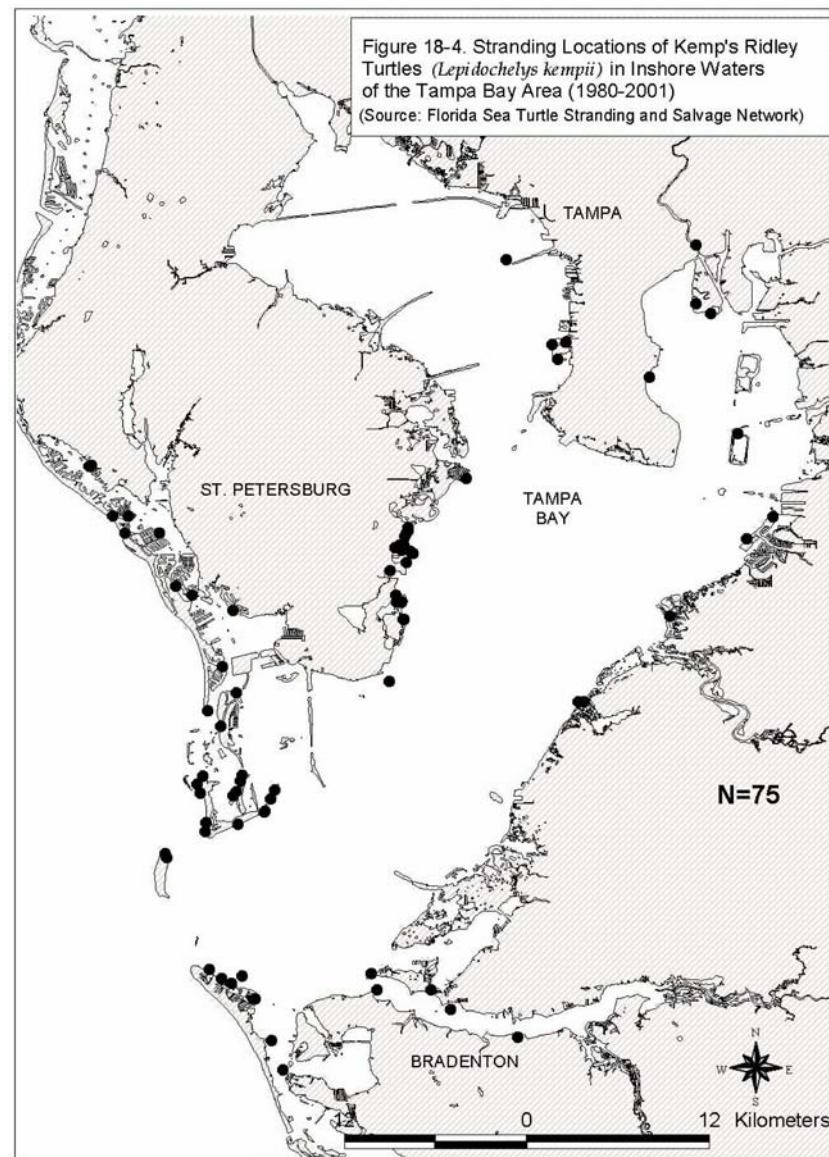 Figure 18-4. Stranding Locations of Kemp's Ridley
Turtles (Lepidochelys kempii) in Inshore Waters
of the Tampa Bay Area (1980-2001)
(Source: Florida Sea Turtle Stranding and Salvage Network)
TAMPA
ST. PETERSBURG
TAMPA
BAY
N=75
BRADENTON
N
W E
S
12 0 12 Kilometers